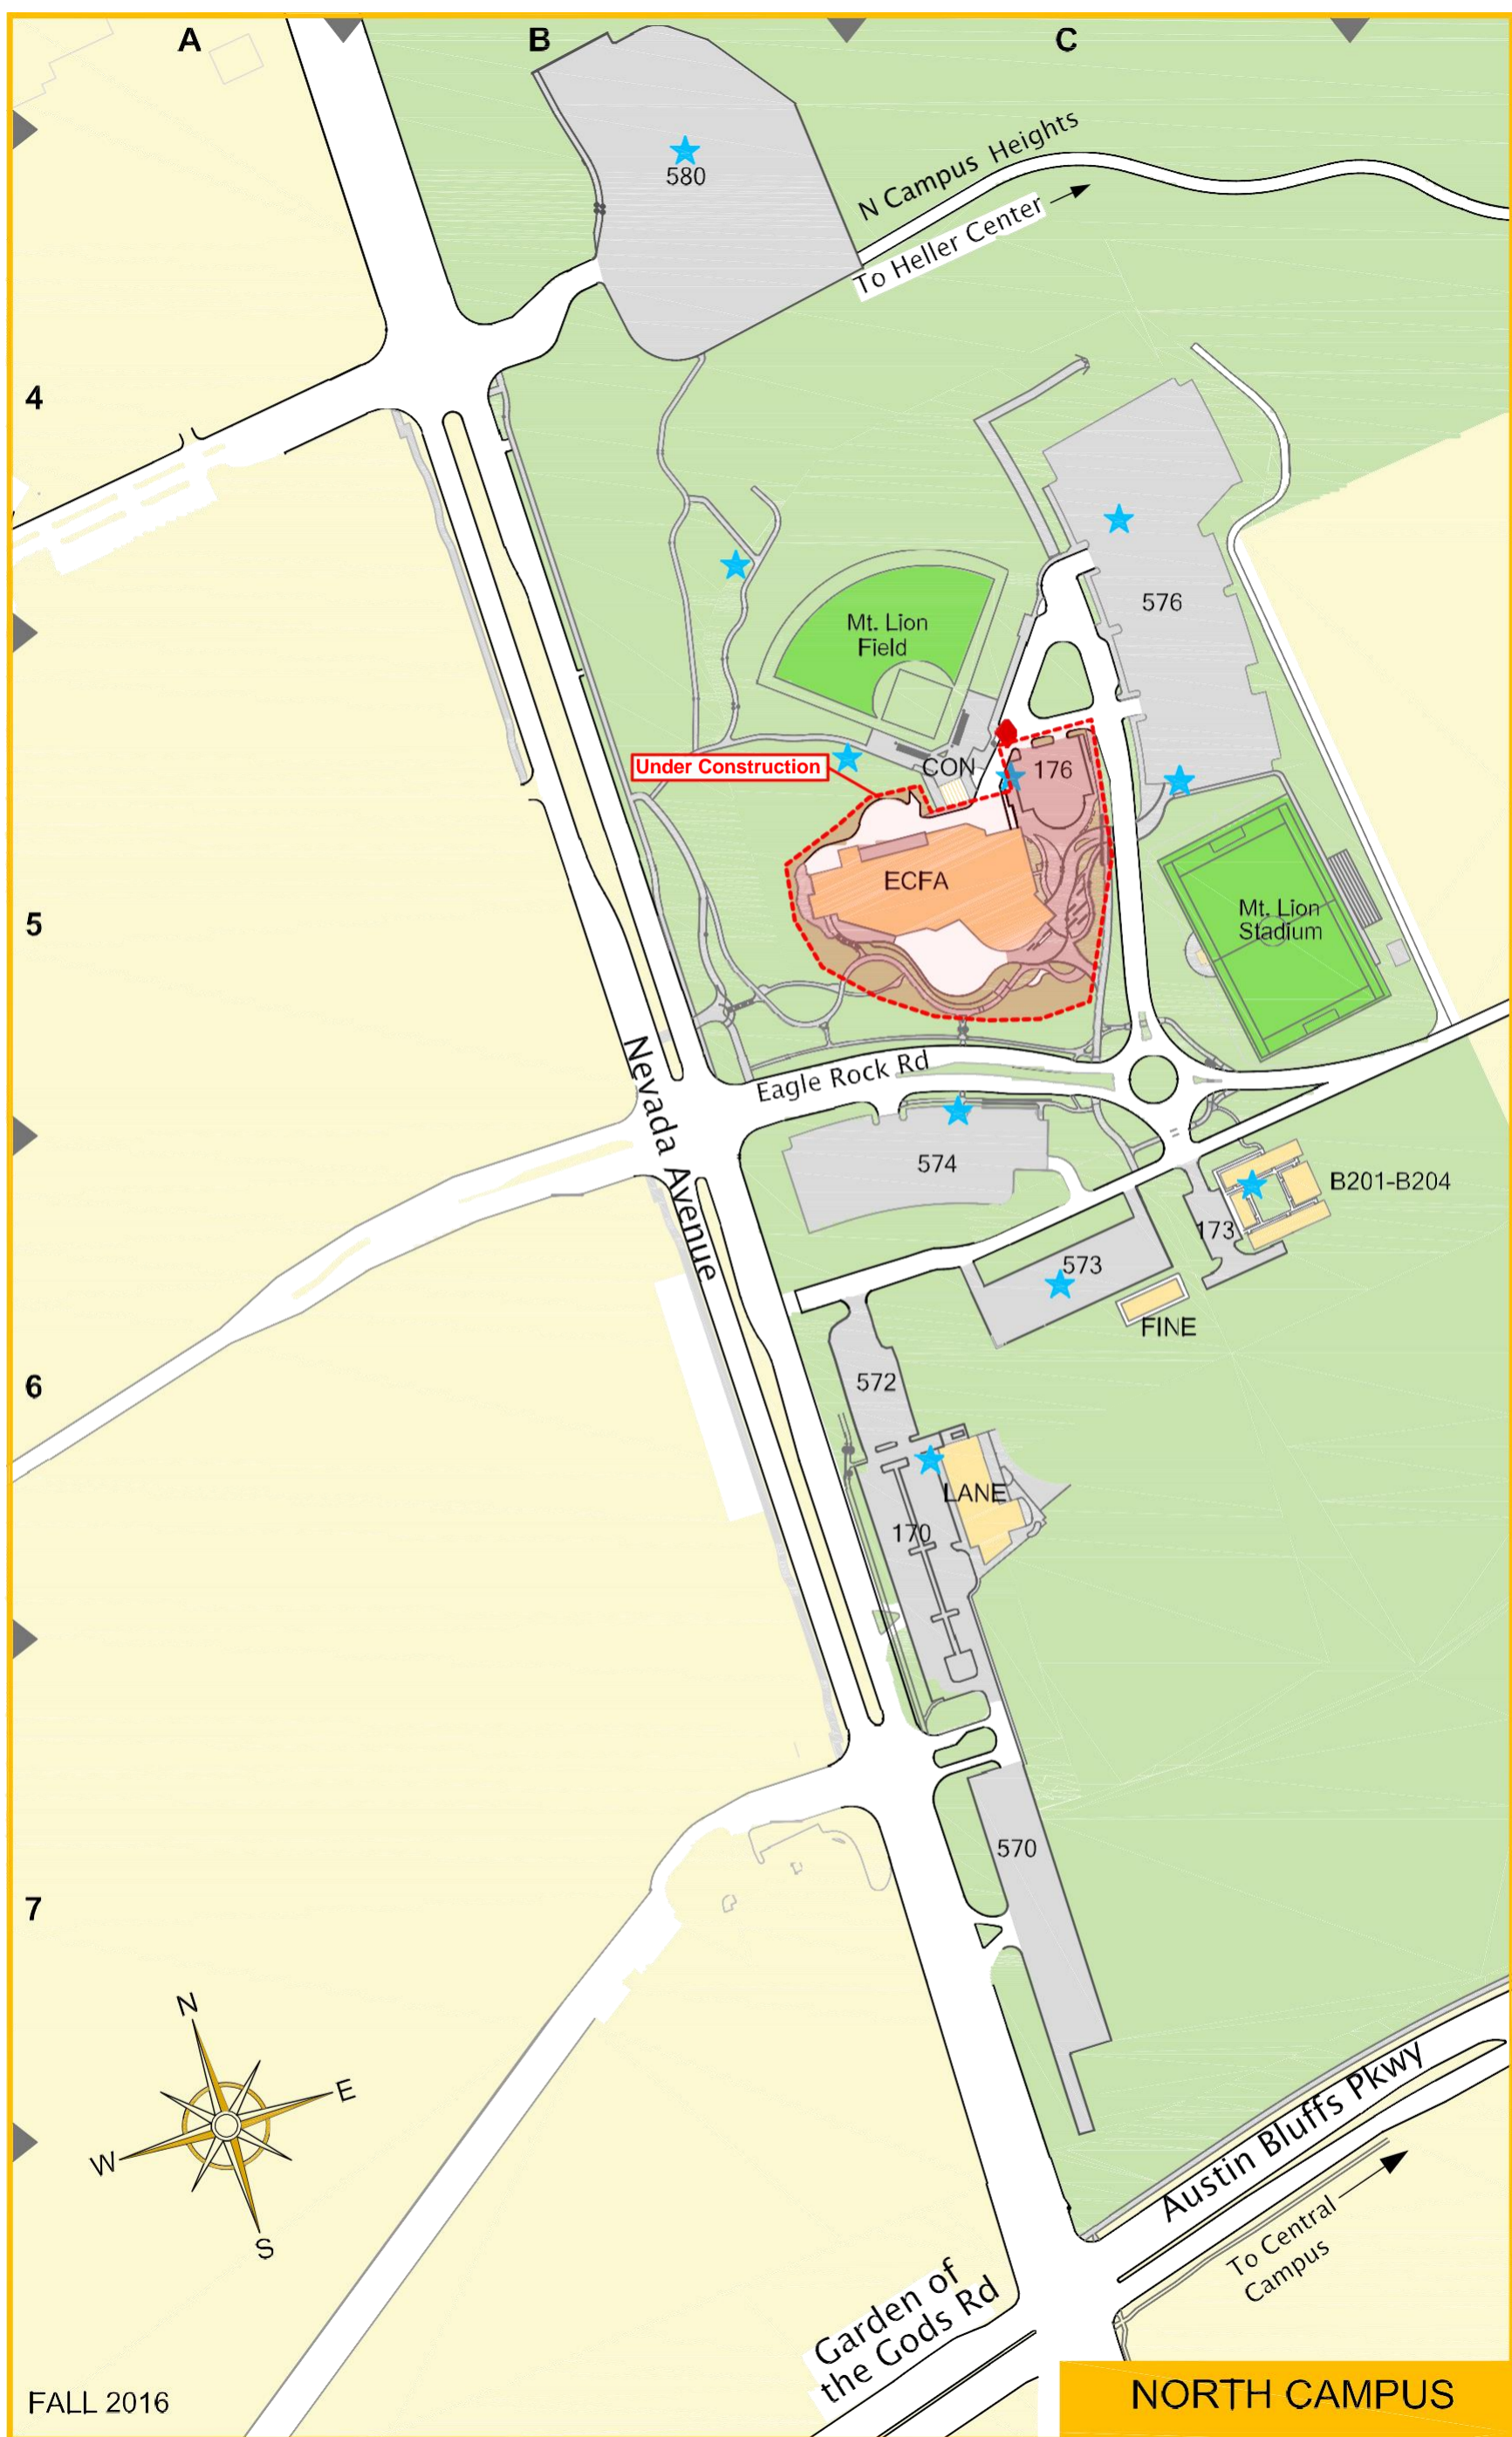 A
B
C
580
N Campus Heights
To Heller Center
4
576
Mt. Lion
Field
Under Construction
CON
176
ECFA
5
Mt. Lion
Stadium
Nevada Avenue
Eagle Rock Rd
574
B201-B204
173
573
FINE
6
572
LANE
170
570
7
N
E
W
S
Austin Bluffs Pkwy
To Central
Campus
Garden of
the Gods Rd
FALL 2016
NORTH CAMPUS